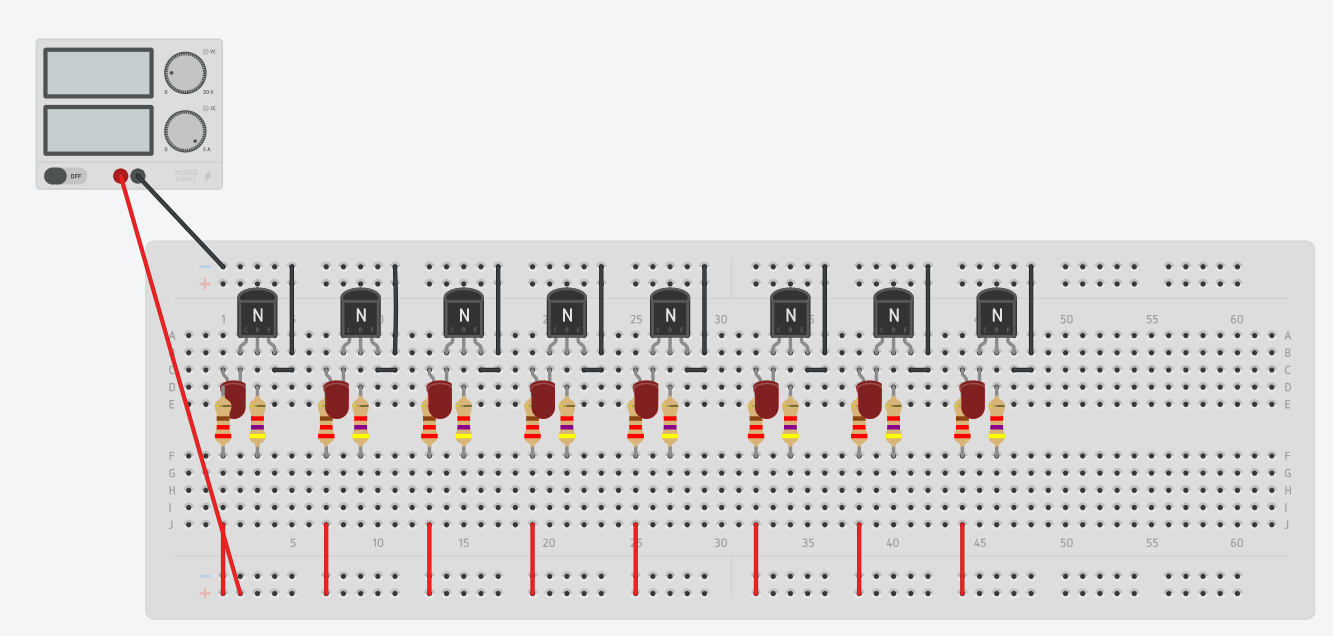 VC
0 30 V
CC
0 5 A
OFF
VOLTAGE
SUPPLY
−
+
N N N N N N N N
C B E C B E C B E C B E C B E C B E C B E C B E
1 25 30 50 55 60
A A
B
C C
D D
E E
F F
G G
H H
I I
J J
5 10 15 20 25 30 35 40 45 50 55 60
−
+